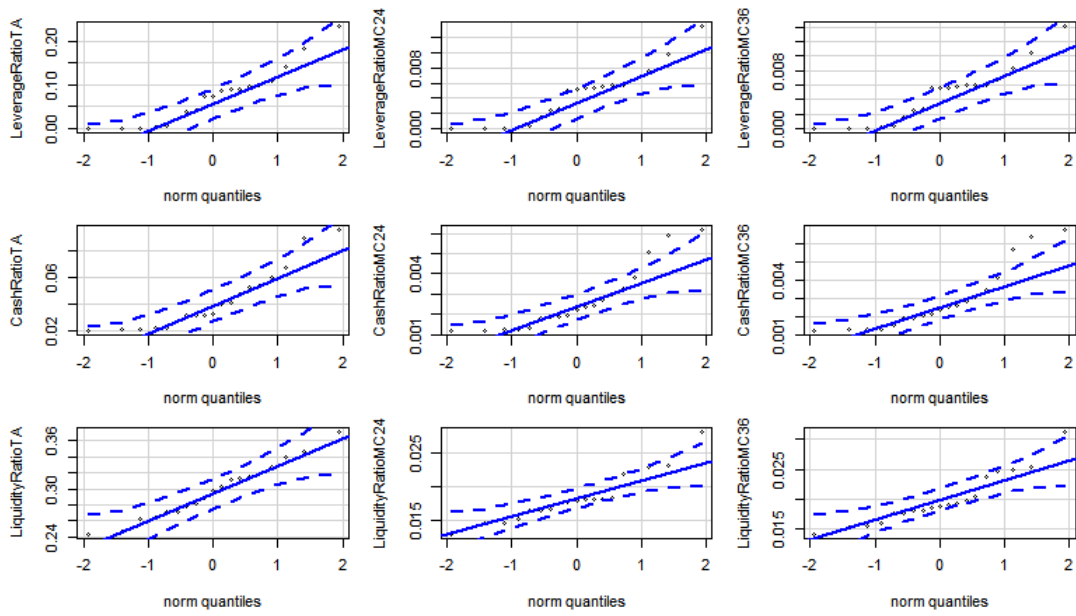 LeverageRatioTA
0.20
0.10
0.00
-2 -1 0 1 2
norm quantiles
LeverageRatioMC24
0.008
0.000
-2 -1 0 1 2
norm quantiles
LeverageRatioMC36
0.008
0.000
-2 -1 0 1 2
norm quantiles
CashRatioTA
0.06
0.02
-2 -1 0 1 2
norm quantiles
CashRatioMC24
0.004
0.001
-2 -1 0 1 2
norm quantiles
CashRatioMC36
0.004
0.001
-2 -1 0 1 2
norm quantiles
LiquidityRatioTA
0.36
0.30
0.24
-2 -1 0 1 2
norm quantiles
LiquidityRatioMC24
0.025
0.015
-2 -1 0 1 2
norm quantiles
LiquidityRatioMC36
0.025
0.015
-2 -1 0 1 2
norm quantiles